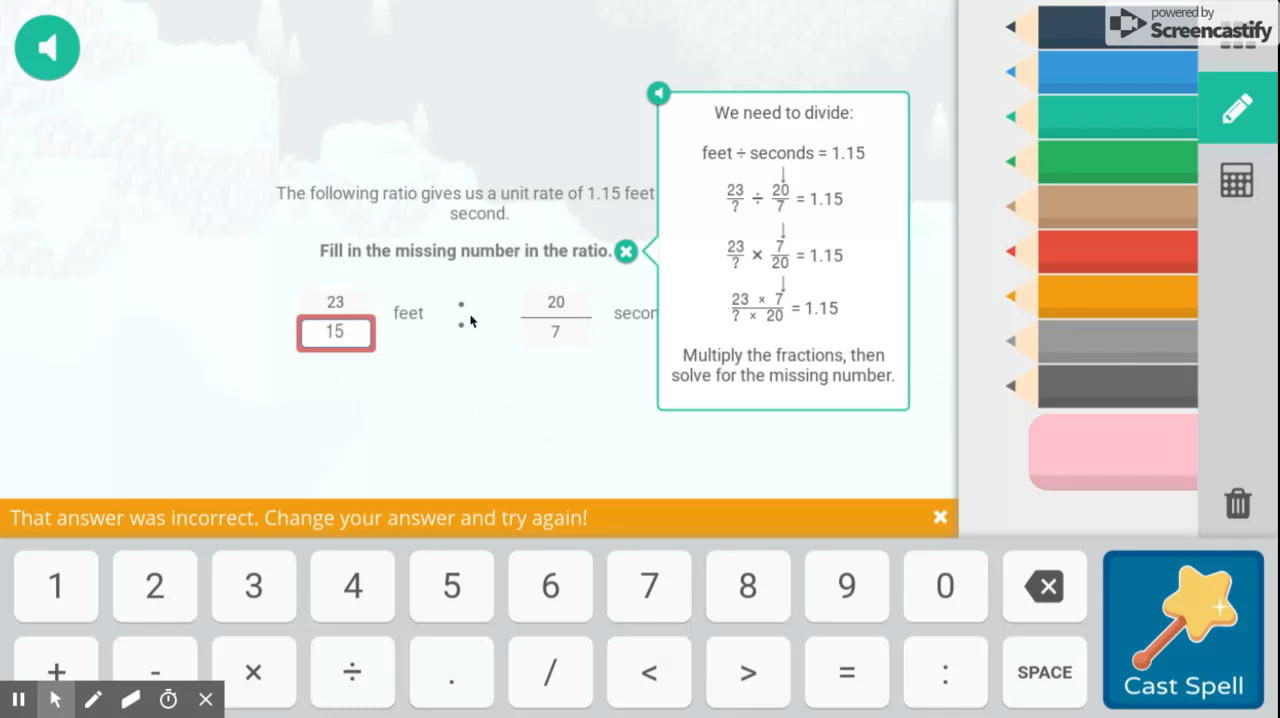 powered by
Screencastify
We need to divide:
feet ÷ seconds = 1.15
↓
23/? ÷ 20/7 = 1.15
↓
23/? × 7/20 = 1.15
↓
23 × 7 / ? × 20 = 1.15
Multiply the fractions, then
solve for the missing number.
The following ratio gives us a unit rate of 1.15 feet
second.
Fill in the missing number in the ratio.
23
15
feet
:
20
7
secon
That answer was incorrect. Change your answer and try again!
1 2 3 4 5 6 7 8 9 0
+ - × ÷ . / < > = : SPACE
Cast Spell